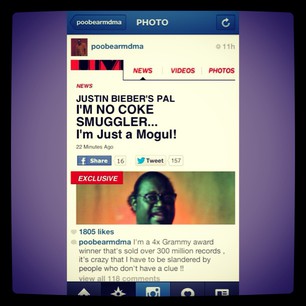 poobearmdma
PHOTO
poobearmdma
11h
NEWS
VIDEOS
PHOTOS
NEWS
JUSTIN BIEBER'S PAL
I'M NO COKE
SMUGGLER...
I'm Just a Mogul!
22 Minutes Ago
Share 16 Tweet 157
EXCLUSIVE
1805 likes
poobearmdma I'm a 4x Grammy award
winner that's sold over 300 million records ,
it's crazy that I have to be slandered by
people who don't have a clue !!
view all 118 comments